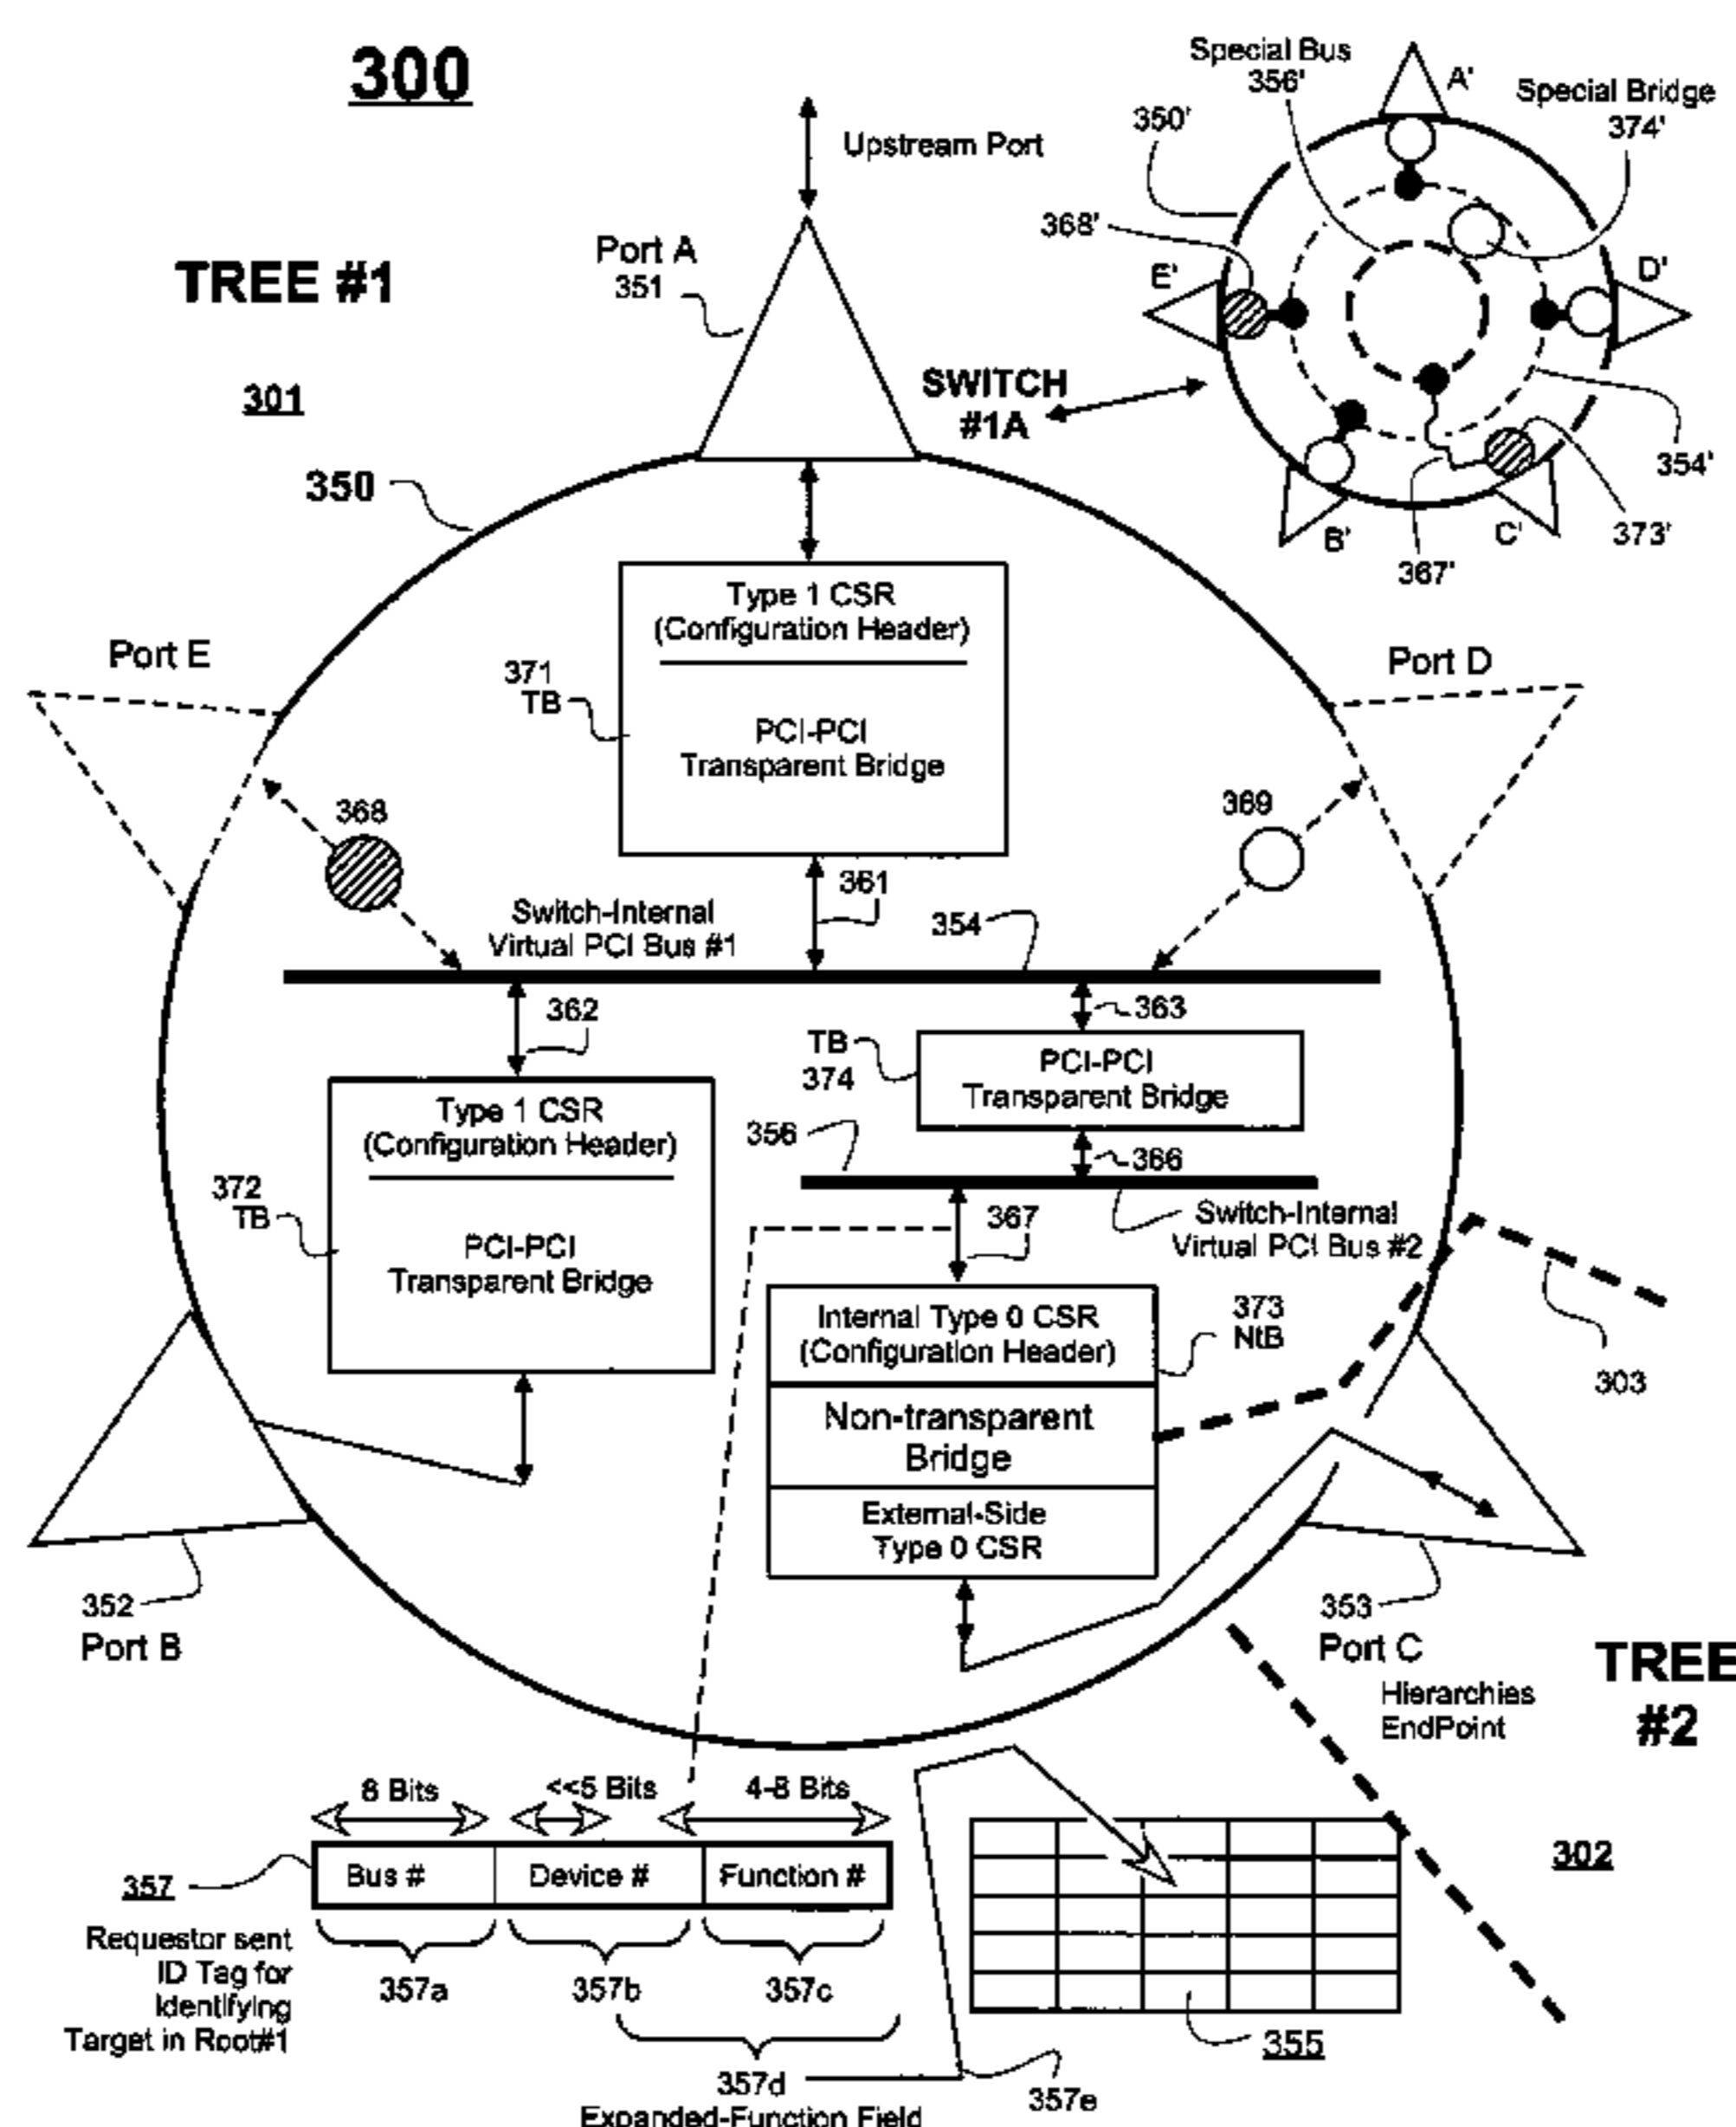 300
Upstream Port
TREE #1
301
Port A
351
350
SWITCH
#1A
Special Bus
356'
Special Bridge
374'
350'
368'
A'
E'
D'
B'
C'
354'
373'
367'
Type 1 CSR
(Configuration Header)
PCI-PCI
Transparent Bridge
371
TB
Port E
Port D
368
369
361
Switch-Internal
Virtual PCI Bus #1
354
362
363
TB
374
PCI-PCI
Transparent Bridge
Type 1 CSR
(Configuration Header)
PCI-PCI
Transparent Bridge
372
TB
356
366
Switch-Internal
Virtual PCI Bus #2
367
Internal Type 0 CSR
(Configuration Header)
Non-transparent
Bridge
External-Side
Type 0 CSR
373
NtB
303
352
Port B
353
Port C
Hierarchies
EndPoint
TREE
#2
302
8 Bits
<<5 Bits
4-8 Bits
357
Bus #
Device #
Function #
Requestor sent
ID Tag for
Identifying
Target in Root#1
357a
357b
357c
357d
Expanded-Function Field
357e
355